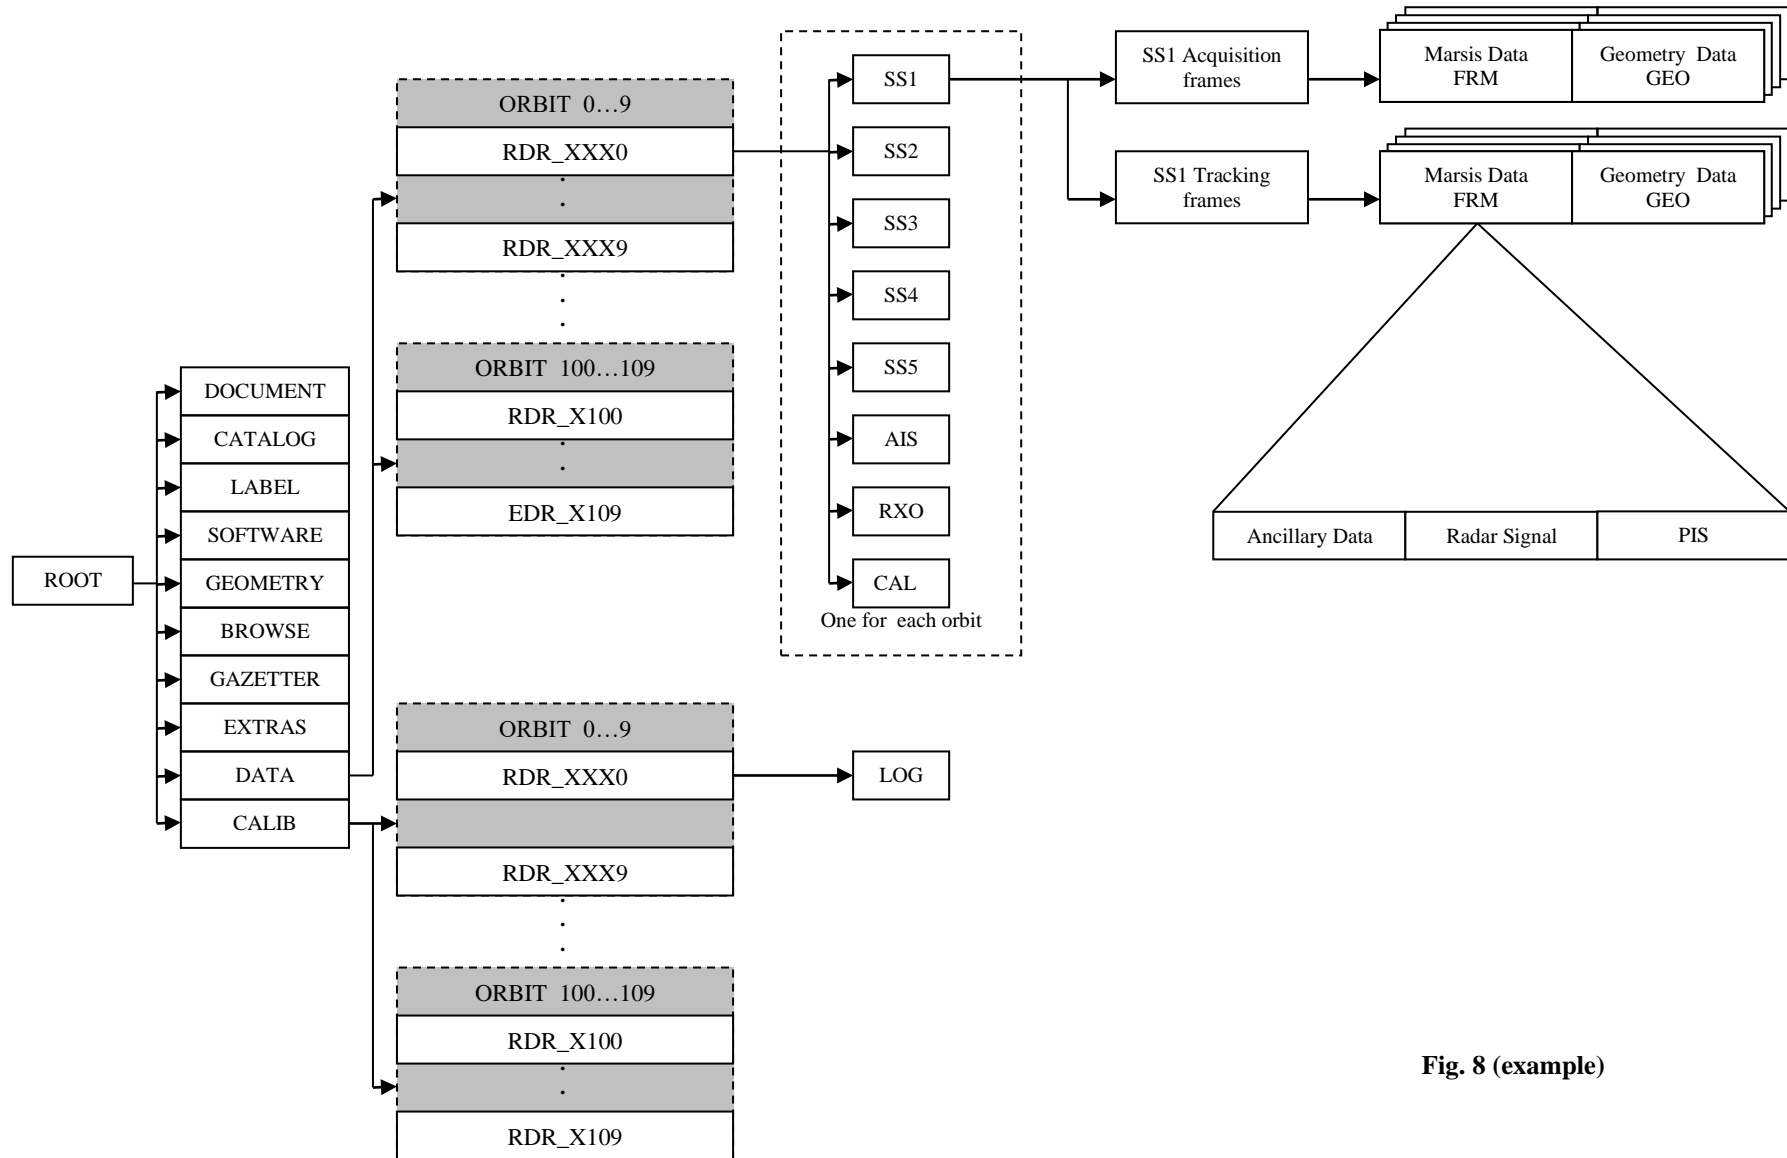 ROOT
DOCUMENT
CATALOG
LABEL
SOFTWARE
GEOMETRY
BROWSE
GAZETTER
EXTRAS
DATA
CALIB
ORBIT 0…9
RDR_XXX0
.
.
RDR_XXX9
.
.
.
ORBIT 100…109
RDR_X100
.
.
EDR_X109
ORBIT 0…9
RDR_XXX0
RDR_XXX9
.
.
.
ORBIT 100…109
RDR_X100
.
.
RDR_X109
SS1
SS2
SS3
SS4
SS5
AIS
RXO
CAL
One for each orbit
LOG
SS1 Acquisition
frames
SS1 Tracking
frames
Marsis Data
FRM
Geometry Data
GEO
Marsis Data
FRM
Geometry Data
GEO
Ancillary Data
Radar Signal
PIS
Fig. 8 (example)